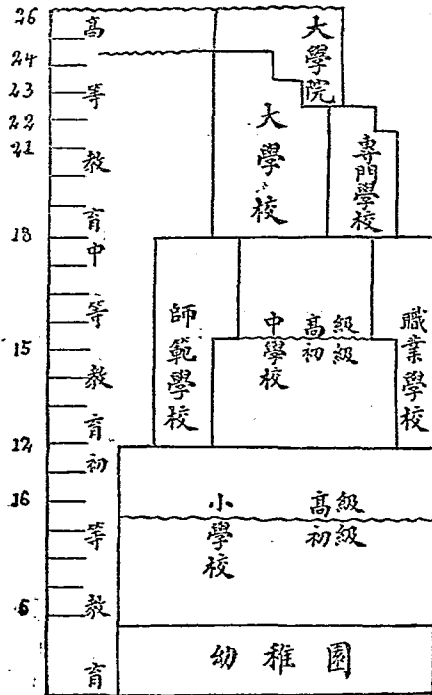 26
24
23
22
21
18
15
12
16
6
高等教育
中等教育
初等教育
大學院
大學校
專門學校
師範學校
中學校
高級
初級
職業學校
小學校
高級
初級
幼稚園